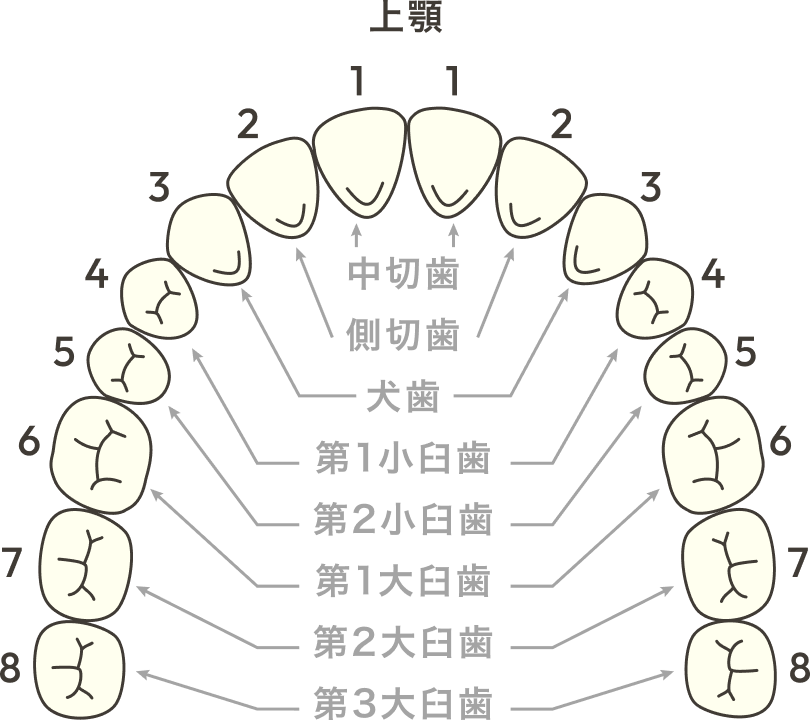 上顎
1 1
2 2
3 3
中切歯
4 4
側切歯
5 5
犬歯
6 6
第1小臼歯
第2小臼歯
7 7
第1大臼歯
第2大臼歯
8 8
第3大臼歯